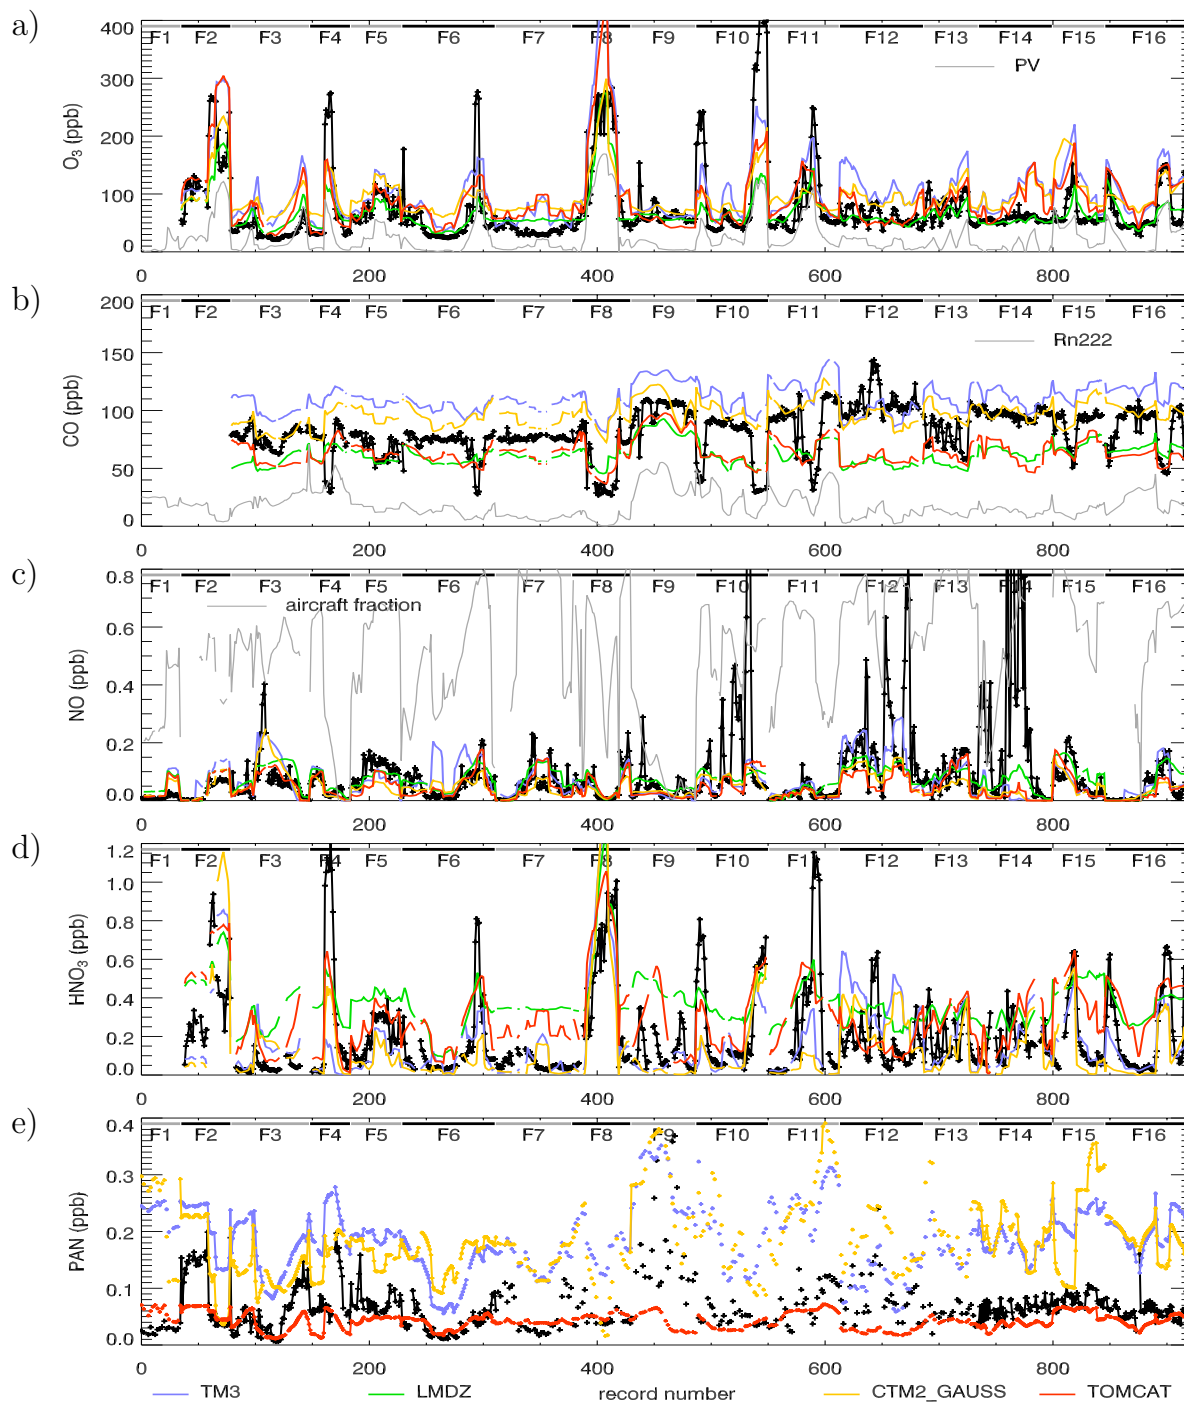 a)
F1 F2 F3 F4 F5 F6 F7 F8 F9 F10 F11 F12 F13 F14 F15 F16
400
300
200
100
0
O3 (ppb)
PV
0 200 400 600 800
b)
F1 F2 F3 F4 F5 F6 F7 F8 F9 F10 F11 F12 F13 F14 F15 F16
200
150
100
50
0
CO (ppb)
Rn222
0 200 400 600 800
c)
F1 F2 F3 F4 F5 F6 F7 F8 F9 F10 F11 F12 F13 F14 F15 F16
0.8
0.6
0.4
0.2
0.0
NO (ppb)
aircraft fraction
0 200 400 600 800
d)
F1 F2 F3 F4 F5 F6 F7 F8 F9 F10 F11 F12 F13 F14 F15 F16
1.2
1.0
0.8
0.6
0.4
0.2
0.0
HNO3 (ppb)
0 200 400 600 800
e)
F1 F2 F3 F4 F5 F6 F7 F8 F9 F10 F11 F12 F13 F14 F15 F16
0.4
0.3
0.2
0.1
0.0
PAN (ppb)
0 200 400 600 800
TM3 LMDZ record number CTM2_GAUSS TOMCAT